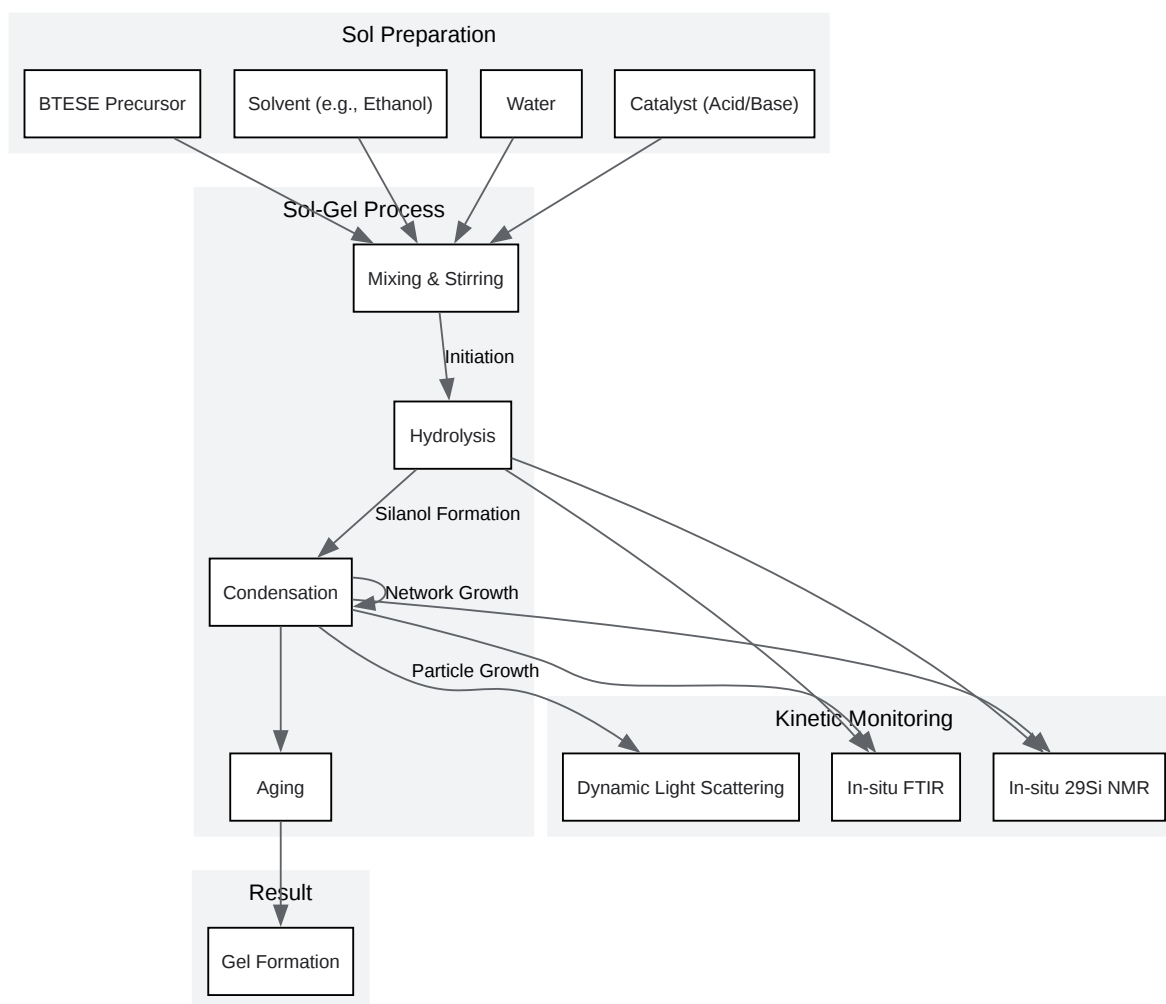 Sol Preparation
BTESE Precursor
Solvent (e.g., Ethanol)
Water
Catalyst (Acid/Base)
Sol-Gel Process
Mixing & Stirring
Initiation
Hydrolysis
Silanol Formation
Condensation
Network Growth
Particle Growth
Kinetic Monitoring
Aging
Dynamic Light Scattering
In-situ FTIR
In-situ 29Si NMR
Result
Gel Formation